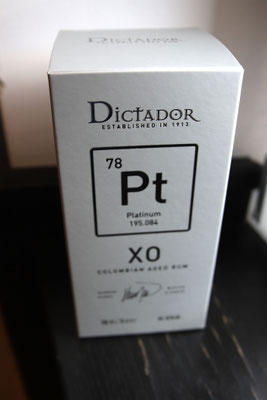 DICTADOR
ESTABLISHED IN 1913
78
Pt
Platinum
195.084
XO
COLOMBIAN AGED RUM